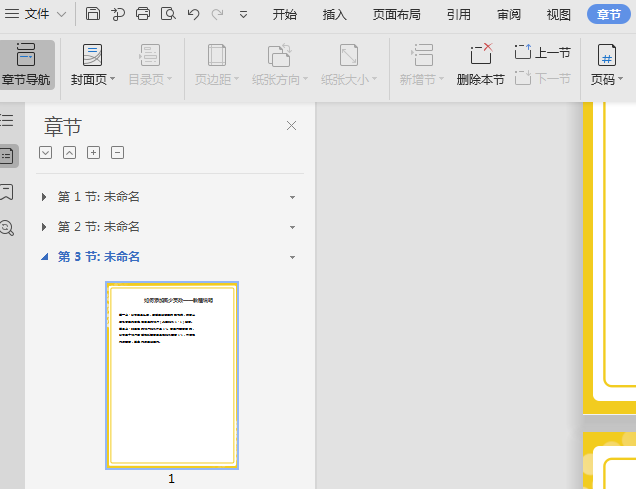 文件 开始 插入 页面布局 引用 审阅 视图 章节
章节导航 封面页 目录页 页边距 纸张方向 纸张大小 新增节 删除本节 上一节 下一节 页码
章节
第 1 节: 未命名
第 2 节: 未命名
第 3 节: 未命名
1